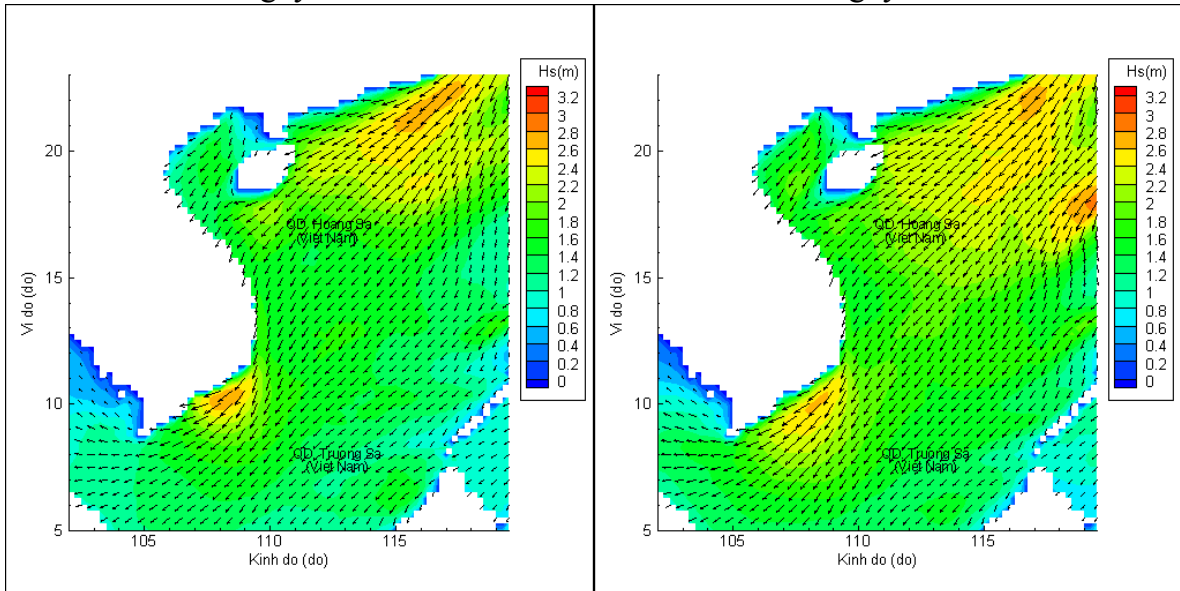 Hs(m)
3.2
3
2.8
2.6
2.4
2.2
2
1.8
1.6
1.4
1.2
1
0.8
0.6
0.4
0.2
0
20
15
10
5
Vi do (do)
QD. Hoang Sa
(Viet Nam)
QD. Truong Sa
(Viet Nam)
105 110 115
Kinh do (do)
Hs(m)
3.2
3
2.8
2.6
2.4
2.2
2
1.8
1.6
1.4
1.2
1
0.8
0.6
0.4
0.2
0
20
15
10
5
Vi do (do)
QD. Hoang Sa
(Viet Nam)
QD. Truong Sa
(Viet Nam)
105 110 115
Kinh do (do)